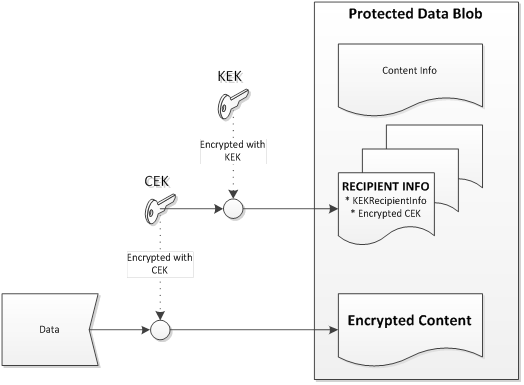 Protected Data Blob
Content Info
KEK
Encrypted with
KEK
CEK
RECIPIENT INFO
* KEKRecipientInfo
* Encrypted CEK
Encrypted with
CEK
Data
Encrypted Content